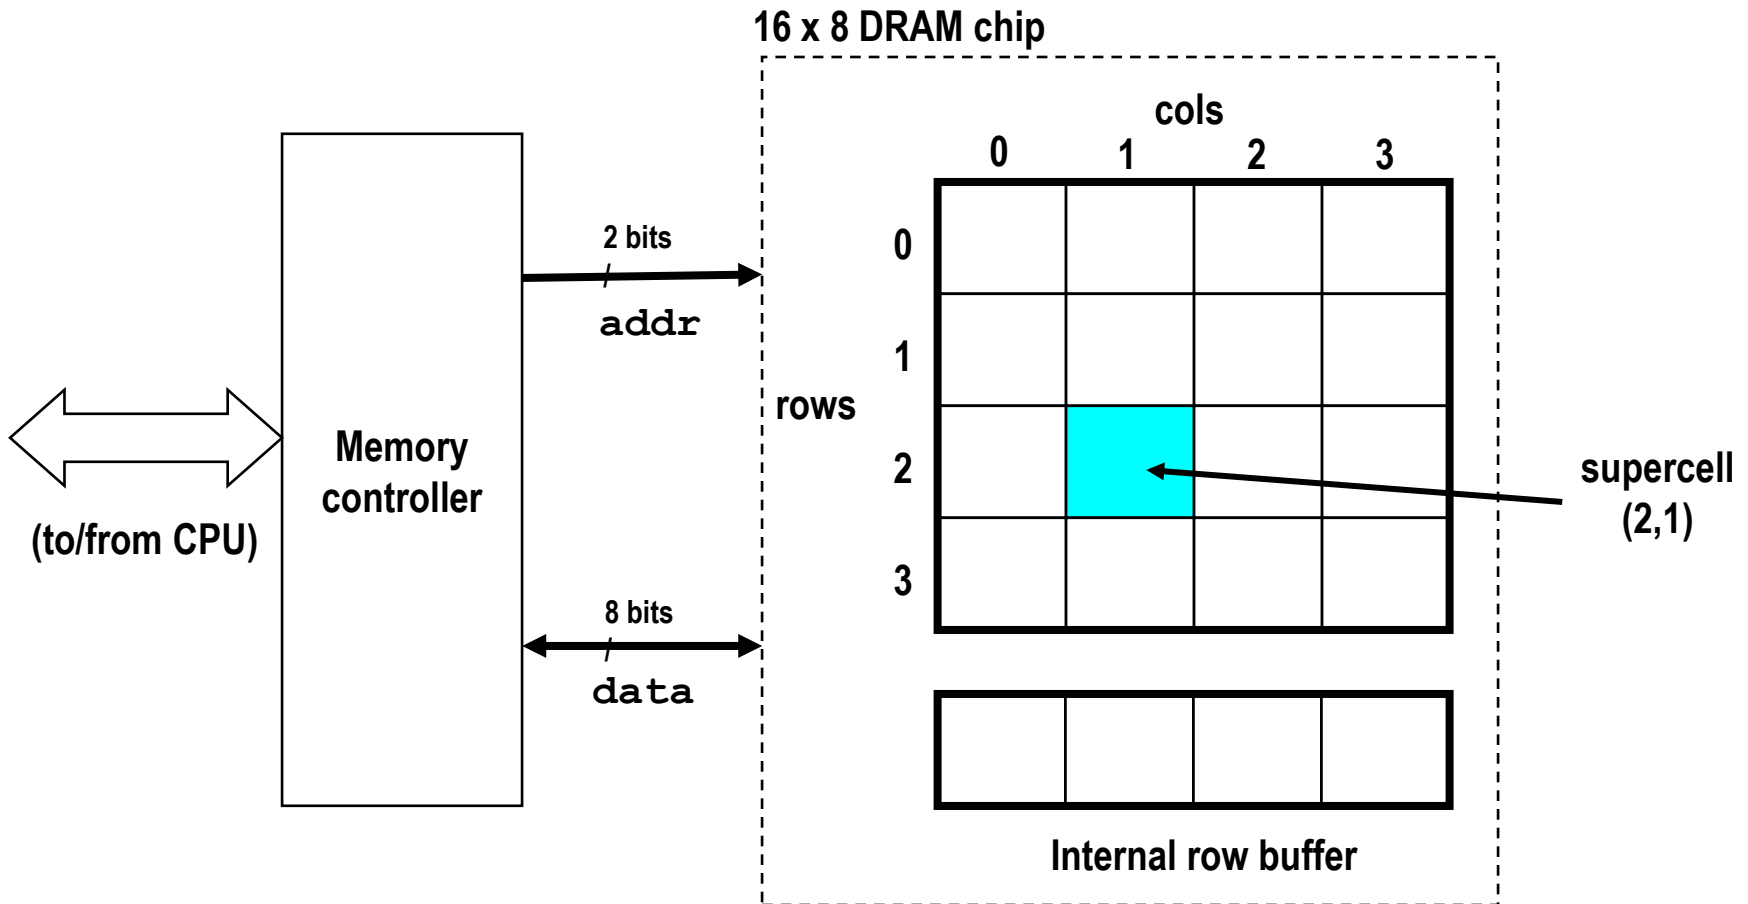 16 x 8 DRAM chip
cols
0 1 2 3
2 bits
addr
0
1
rows
2
3
Memory
controller
(to/from CPU)
supercell
(2,1)
8 bits
data
Internal row buffer